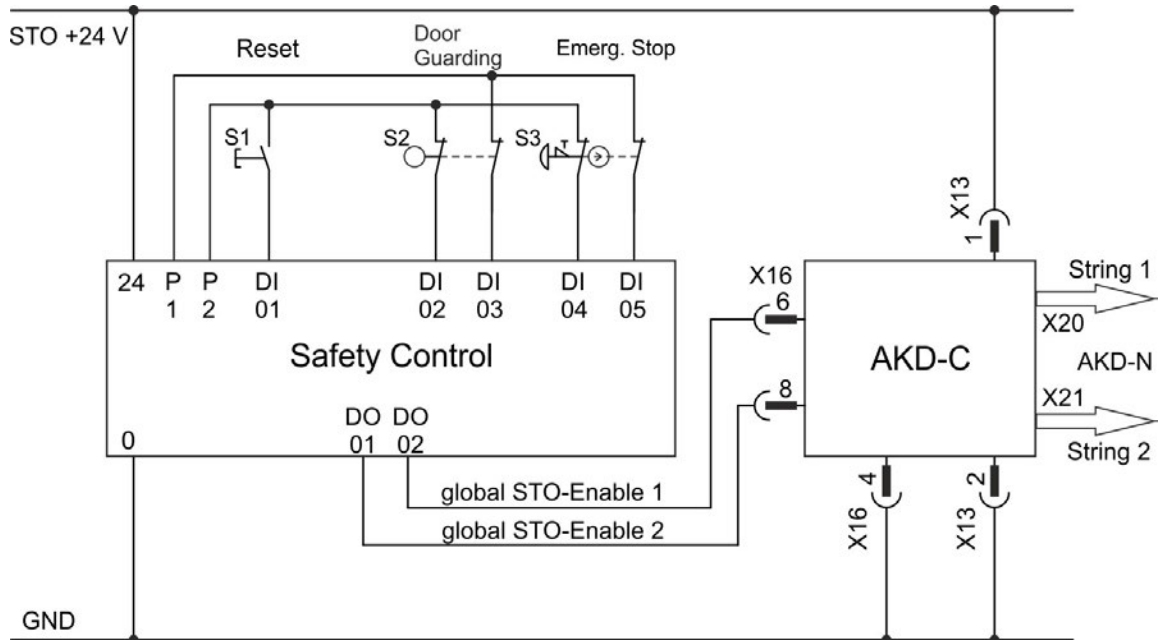 STO +24 V
Reset
Door
Guarding
Emerg. Stop
S1
S2
S3
X13
1
24 P P DI DI DI DI DI
1 2 01 02 03 04 05
Safety Control
X16
6
8
AKD-C
String 1
X20
AKD-N
X21
String 2
0
DO DO
01 02
global STO-Enable 1
global STO-Enable 2
4
2
X16
X13
GND